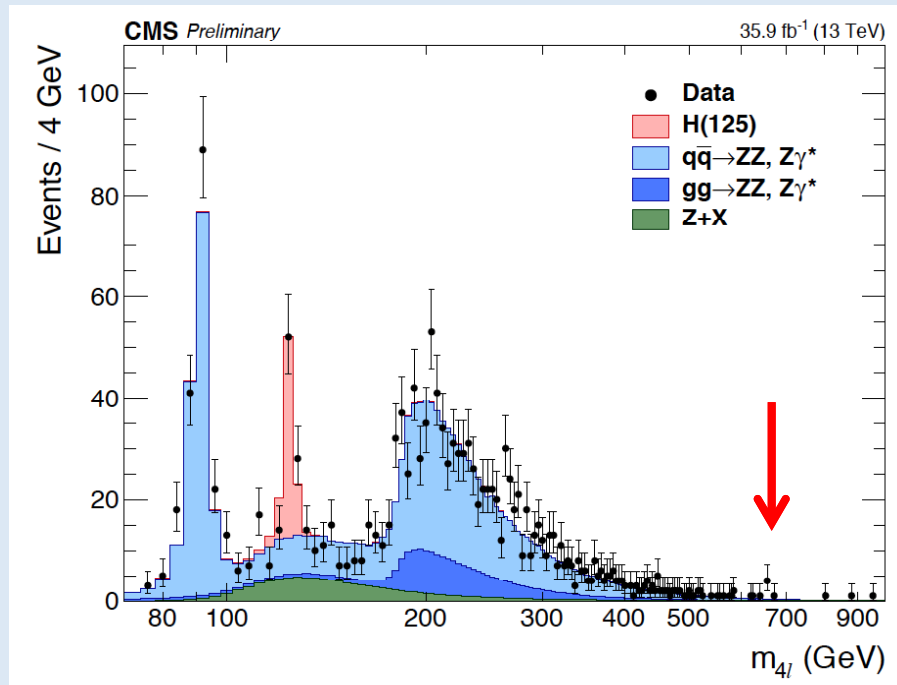 CMS Preliminary 35.9 fb⁻¹ (13 TeV)
Events / 4 GeV
100
80
60
40
20
0
Data
H(125)
qq̅→ZZ, Zγ*
gg→ZZ, Zγ*
Z+X
80 100 200 300 400 500 700 900
m₄ₗ (GeV)